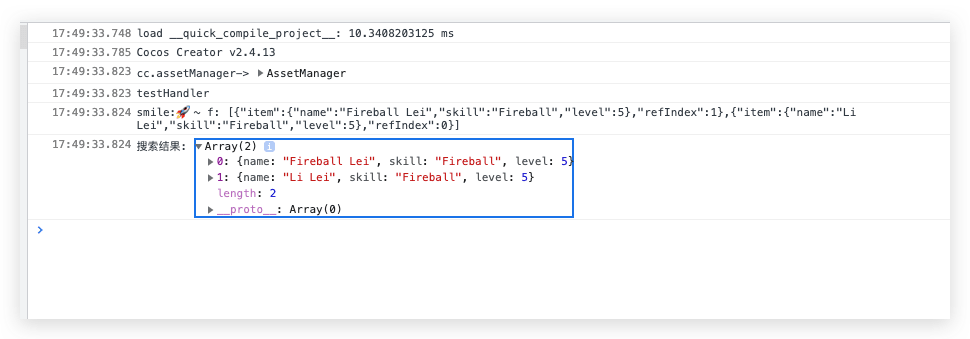 17:49:33.748 load __quick_compile_project__: 10.3408203125 ms
17:49:33.785 Cocos Creator v2.4.13
17:49:33.823 cc.assetManager-> ▶AssetManager
17:49:33.823 testHandler
17:49:33.824 smile:🚀 ~ f: [{"item":{"name":"Fireball Lei","skill":"Fireball","level":5},"refIndex":1},{"item":{"name":"Li
Lei","skill":"Fireball","level":5},"refIndex":0}]
17:49:33.824 搜索结果: ▼Array(2) i
▶0: {name: "Fireball Lei", skill: "Fireball", level: 5}
▶1: {name: "Li Lei", skill: "Fireball", level: 5}
length: 2
▶__proto__: Array(0)
>